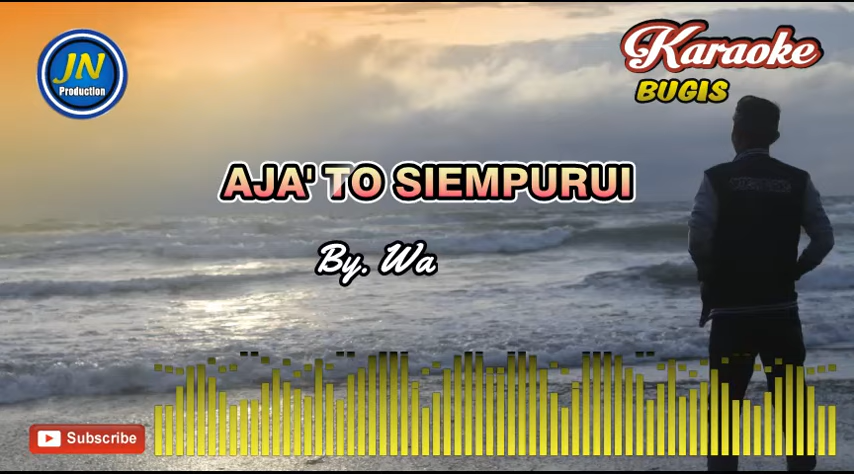 JN
Production
Karaoke
BUGIS
AJA' TO SIEMPURUI
By. Wa
Subscribe